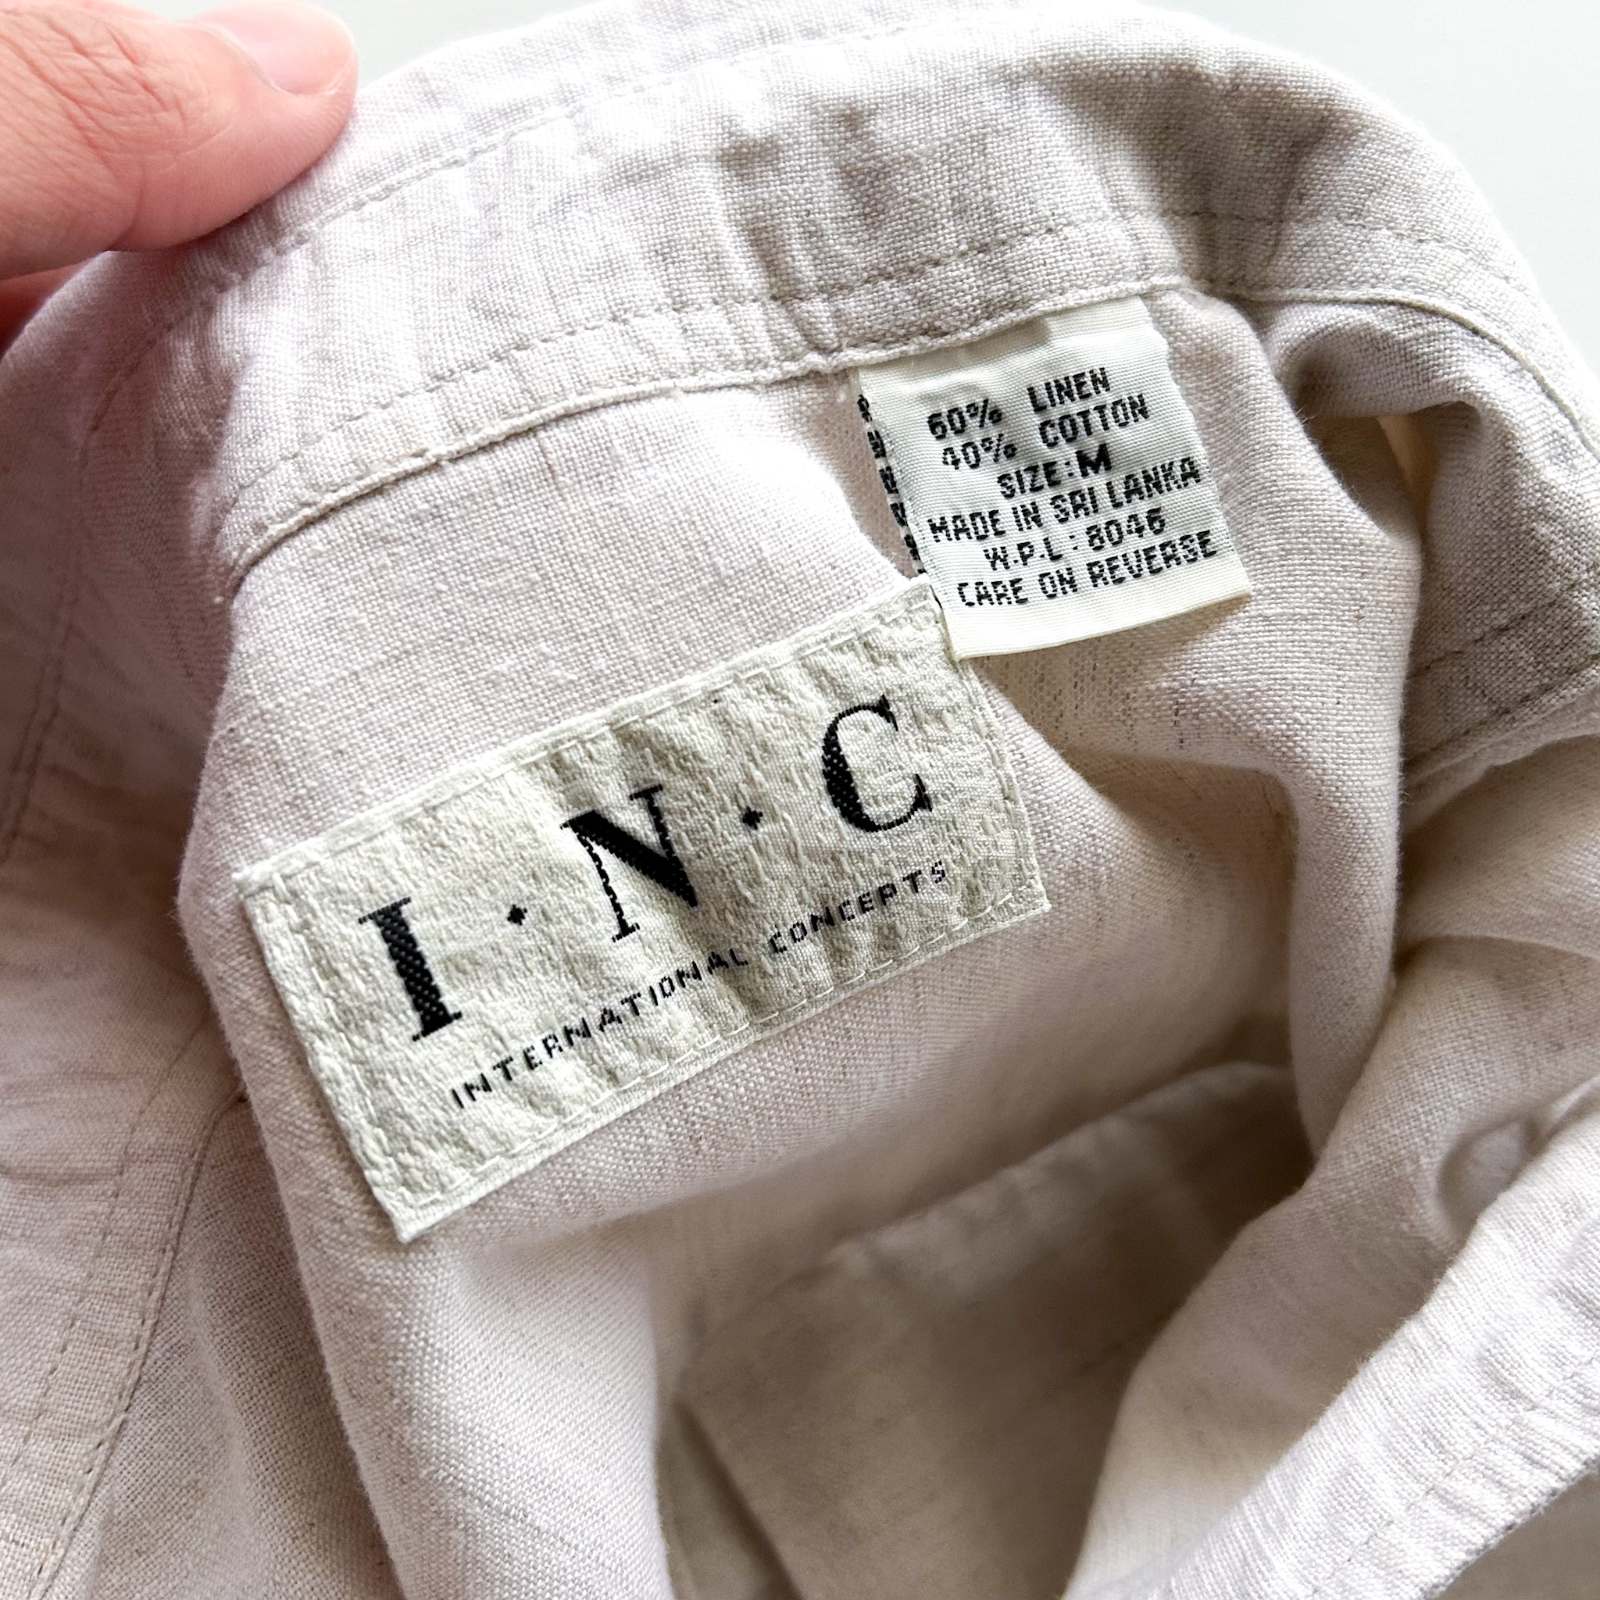 60% LINEN
40% COTTON
SIZE: M
MADE IN SRI LANKA
W.P.L : 8046
CARE ON REVERSE
I·N·C
INTERNATIONAL CONCEPTS